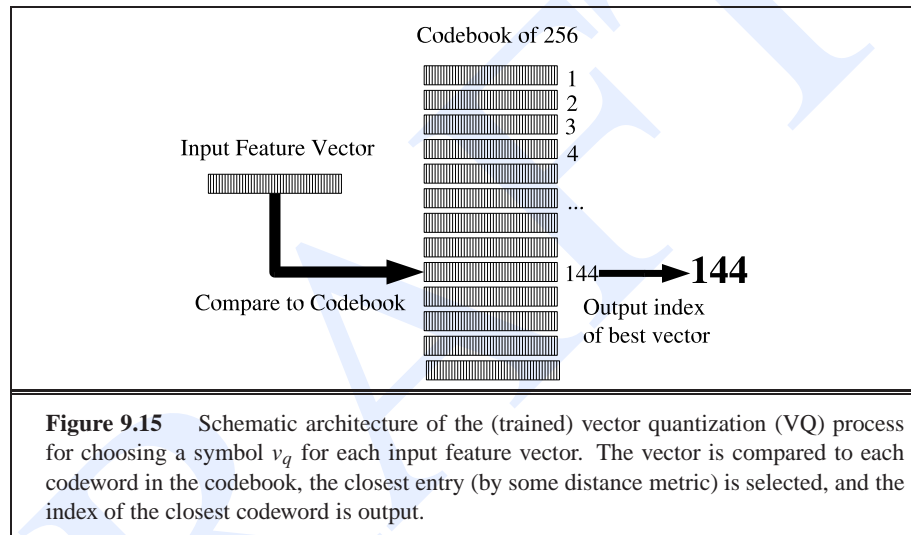 Codebook of 256
1
2
3
4
Input Feature Vector
...
144
144
Compare to Codebook
Output index
of best vector
Figure 9.15 Schematic architecture of the (trained) vector quantization (VQ) process
for choosing a symbol v_q for each input feature vector. The vector is compared to each
codeword in the codebook, the closest entry (by some distance metric) is selected, and the
index of the closest codeword is output.